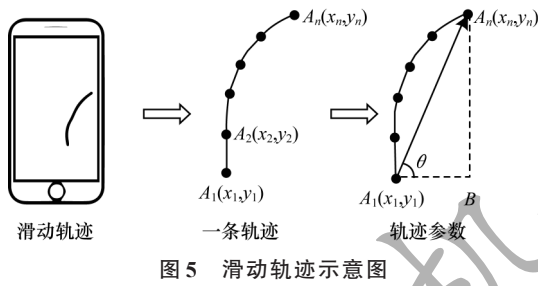 Aₙ(xₙ,yₙ)
Aₙ(xₙ,yₙ)
A₂(x₂,y₂)
θ
A₁(x₁,y₁)
A₁(x₁,y₁)
B
滑动轨迹
一条轨迹
轨迹参数
图5 滑动轨迹示意图